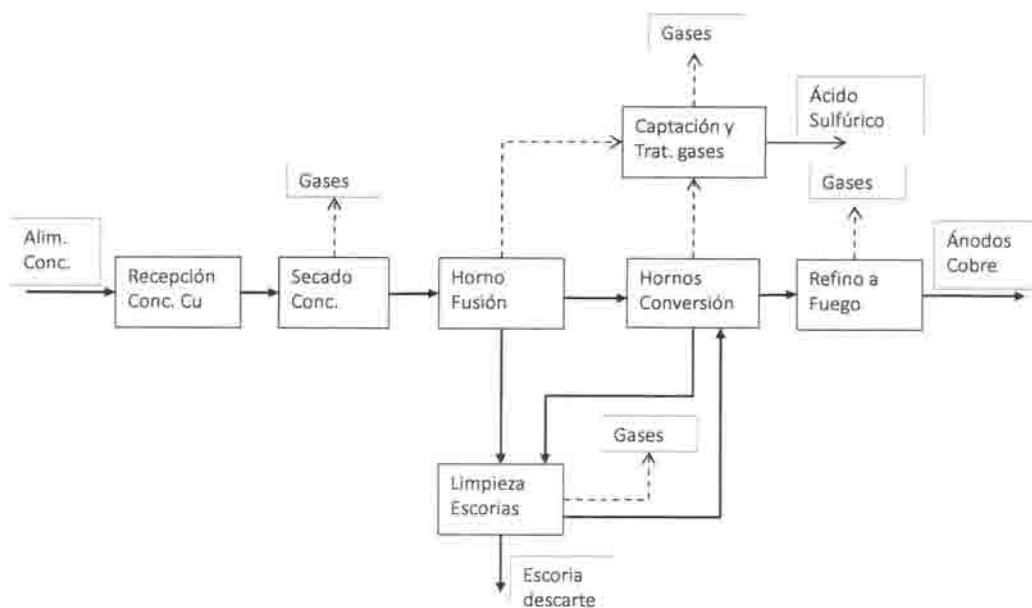 Gases
Captación y
Trat. gases
Ácido
Sulfúrico
Gases
Gases
Alim.
Conc.
Recepción
Conc. Cu
Secado
Conc.
Horno
Fusión
Hornos
Conversión
Refino a
Fuego
Ánodos
Cobre
Gases
Limpieza
Escorias
Escoria
descarte